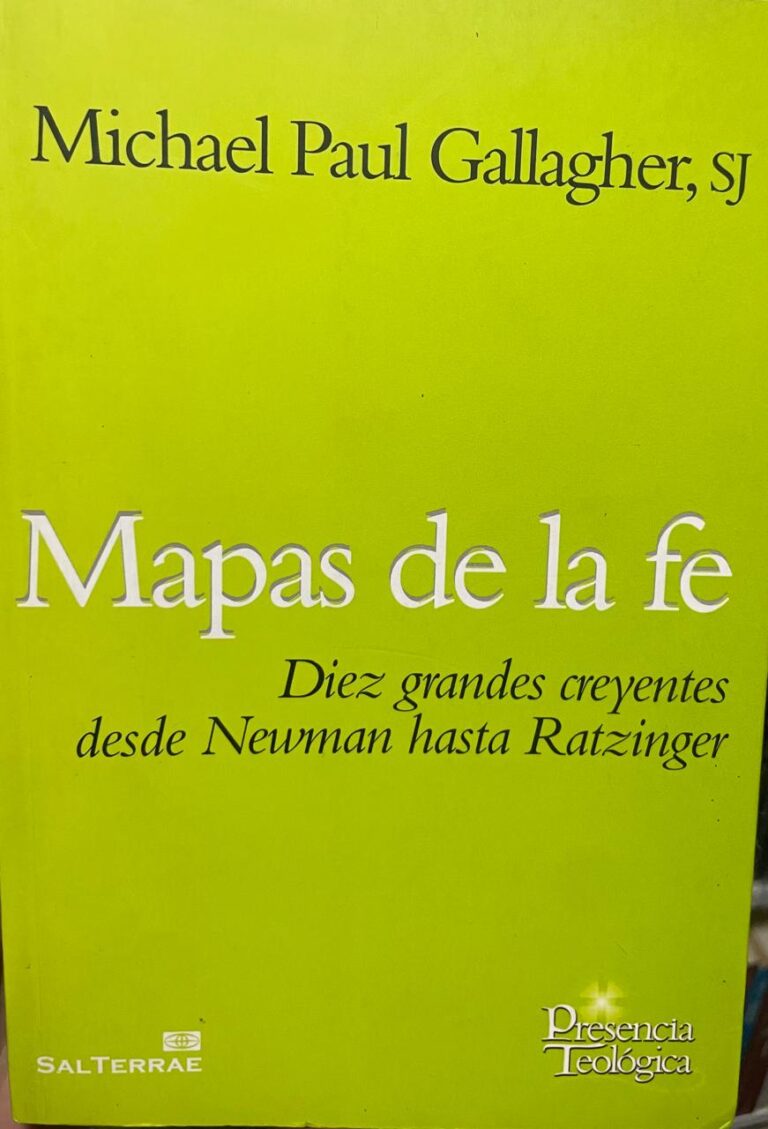 Michael Paul Gallagher, SJ
Mapas de la fe
Diez grandes creyentes
desde Newman hasta Ratzinger
SALTERRAE
Presencia
Teológica